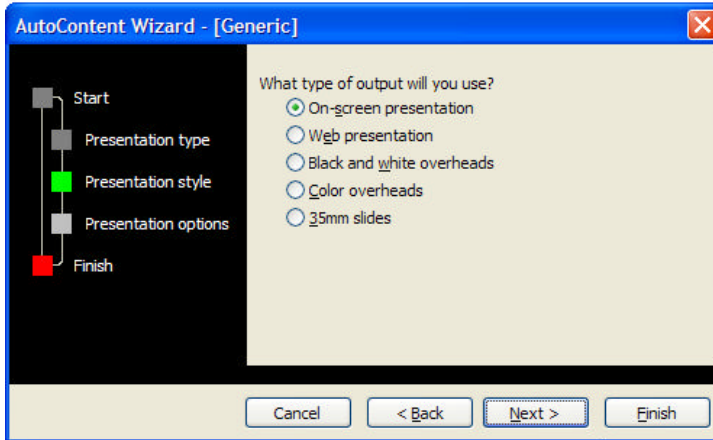 AutoContent Wizard - [Generic]
Start
Presentation type
Presentation style
Presentation options
Finish
What type of output will you use?
On-screen presentation
Web presentation
Black and white overheads
Color overheads
35mm slides
Cancel
< Back
Next >
Finish